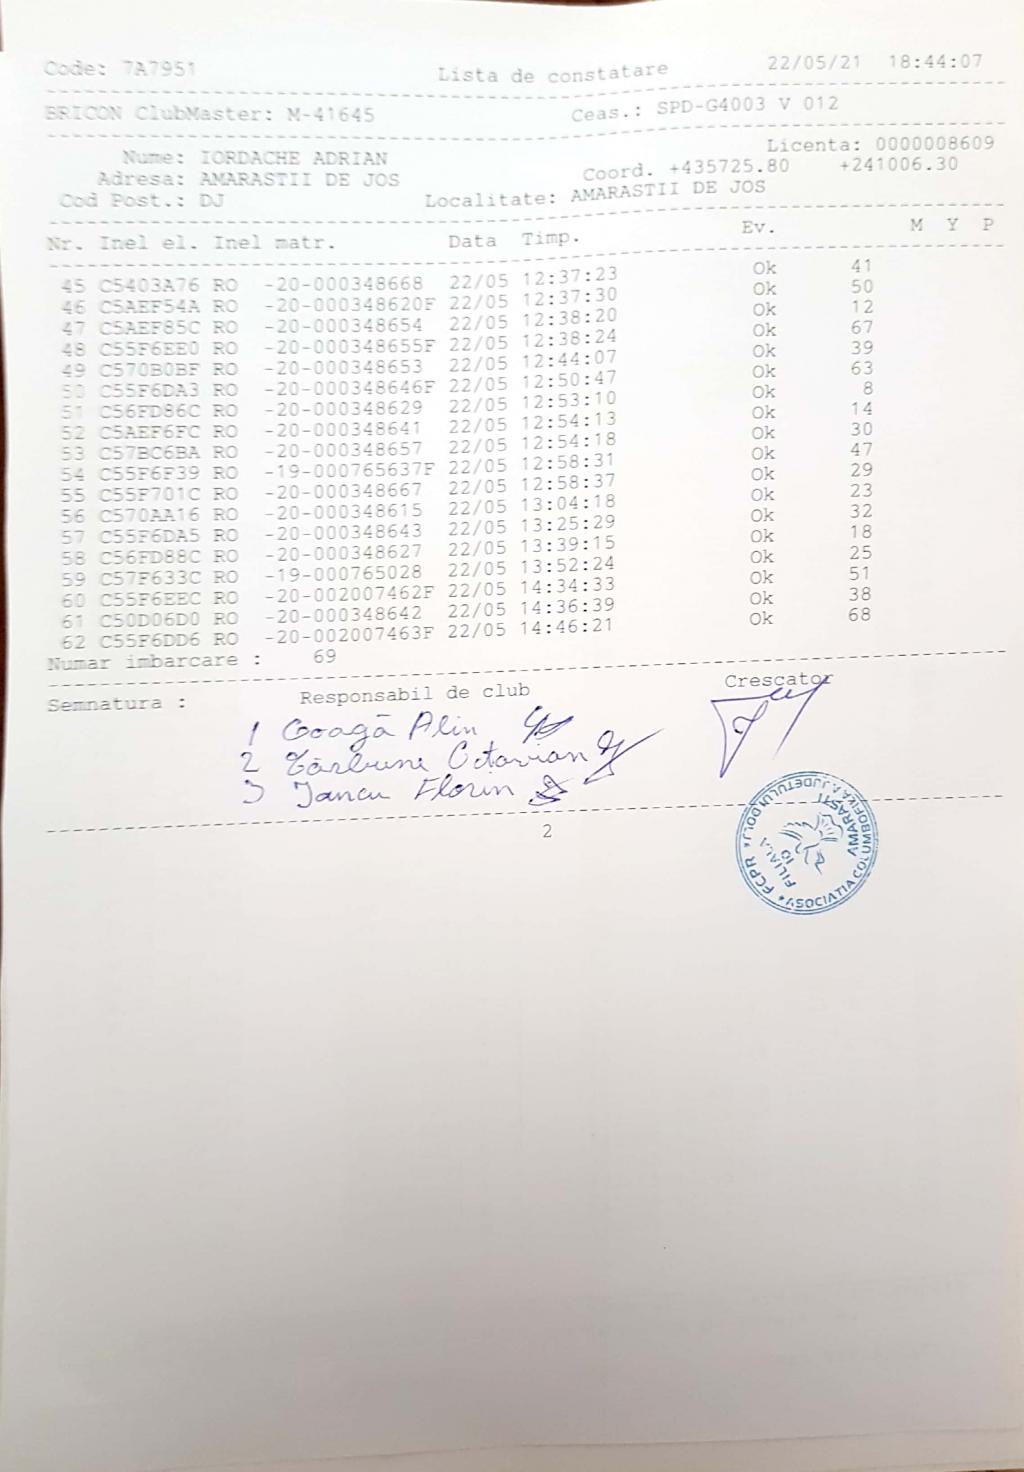 Code: 7A7951 Lista de constatare 22/05/21 18:44:07
BRICON ClubMaster: M-41645 Ceas.: SPD-G4003 V 012
Licenta: 0000008609
Nume: IORDACHE ADRIAN Coord. +435725.80 +241006.30
Adresa: AMARASTII DE JOS
Cod Post.: DJ Localitate: AMARASTII DE JOS
Nr. Inel el. Inel matr. Data Timp. Ev. M Y P
45 C5403A76 RO -20-000348668 22/05 12:37:23 Ok 41
46 C5AEF54A RO -20-000348620F 22/05 12:37:30 Ok 50
47 C5AEF85C RO -20-000348654 22/05 12:38:20 Ok 12
48 C55F6EE0 RO -20-000348655F 22/05 12:38:24 Ok 67
49 C570B0BF RO -20-000348653 22/05 12:44:07 Ok 39
50 C55F6DA3 RO -20-000348646F 22/05 12:50:47 Ok 63
51 C56FD86C RO -20-000348629 22/05 12:53:10 Ok 8
52 C5AEF6FC RO -20-000348641 22/05 12:54:13 Ok 14
53 C57BC6BA RO -20-000348657 22/05 12:54:18 Ok 30
54 C55F6F39 RO -19-000765637F 22/05 12:58:31 Ok 47
55 C55F701C RO -20-000348667 22/05 12:58:37 Ok 29
56 C570AA16 RO -20-000348615 22/05 13:04:18 Ok 23
57 C55F6DA5 RO -20-000348643 22/05 13:25:29 Ok 32
58 C56FD88C RO -20-000348627 22/05 13:39:15 Ok 18
59 C57F633C RO -19-000765028 22/05 13:52:24 Ok 25
60 C55F6EEC RO -20-002007462F 22/05 14:34:33 Ok 51
61 C50D06D0 RO -20-000348642 22/05 14:36:39 Ok 38
62 C55F6DD6 RO -20-002007463F 22/05 14:46:21 Ok 68
Numar imbarcare : 69
Semnatura : Responsabil de club Crescator
1 Goagă Alin
2 Octavian
3 Iancu Florin
2
ASOCIATIA COLUMBOFILA A JUDETULUI DOLJ * FCPR *
FILIALA 10 AMARASTI